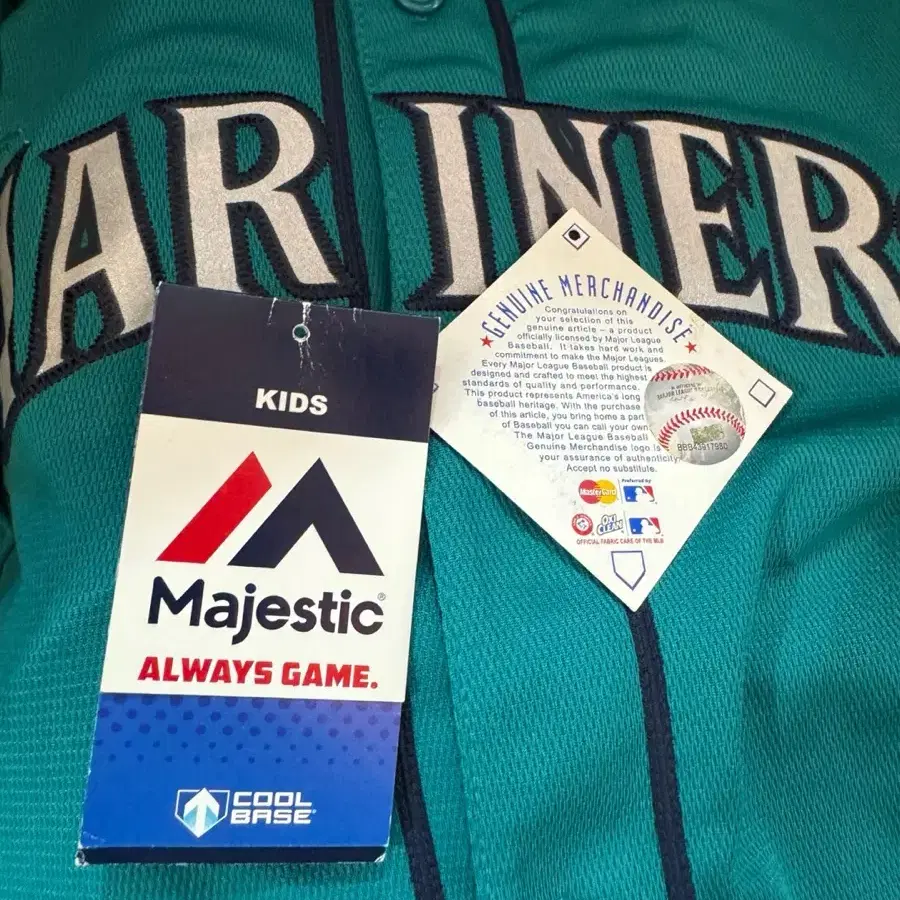 ARINERS
KIDS
Majestic®
ALWAYS GAME.
COOL
BASE
GENUINE MERCHANDISE
Congratulations on
your selection of this
genuine article – a product
officially licensed by Major League
Baseball. It takes hard work and
commitment to make the Major Leagues.
Every Major League Baseball product is
designed and crafted to meet the highest
standards of quality and performance.
This product represents America's long
baseball heritage. With the purchase
of this article, you bring home a part
of Baseball you can call your own.
The Major League Baseball
Genuine Merchandise logo is
your assurance of authenticity.
Accept no substitute.
MAJOR LEAGUE
MasterCard
Preferred by
OXI
CLEAN
OFFICIAL FABRIC CARE OF THE MLB